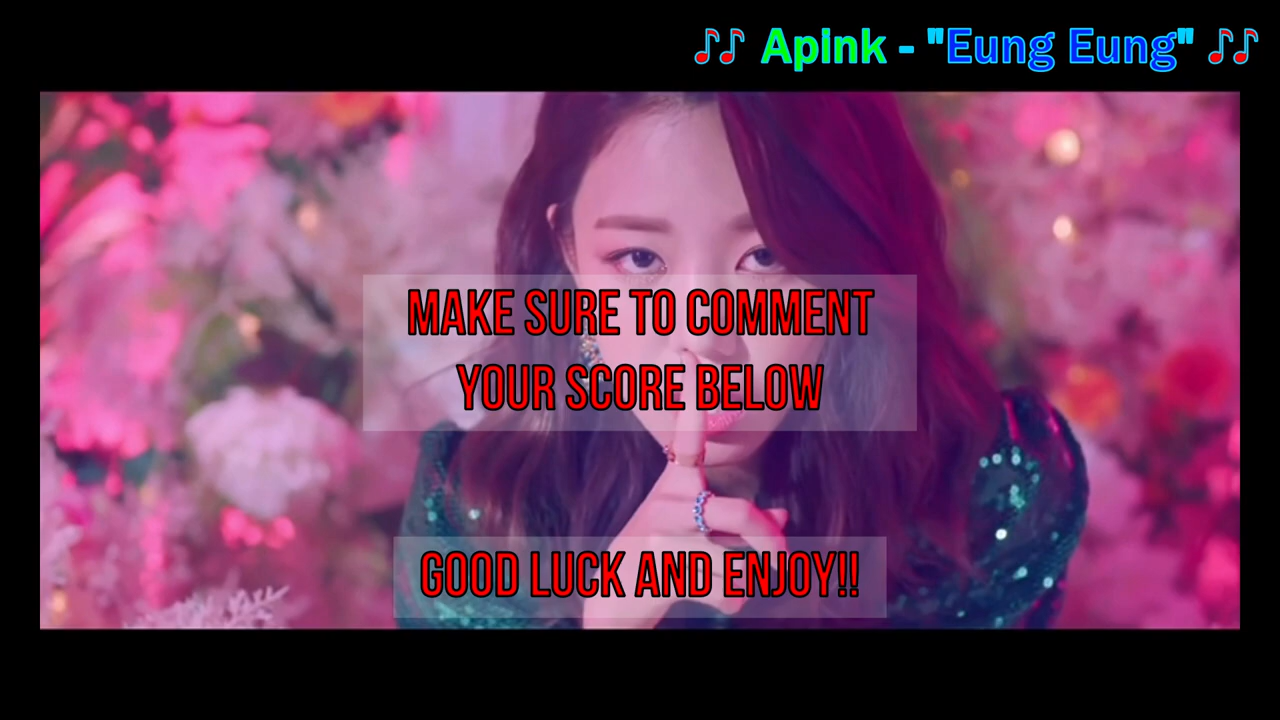 🎶 Apink - "Eung Eung" 🎶
MAKE SURE TO COMMENT
YOUR SCORE BELOW
GOOD LUCK AND ENJOY!!